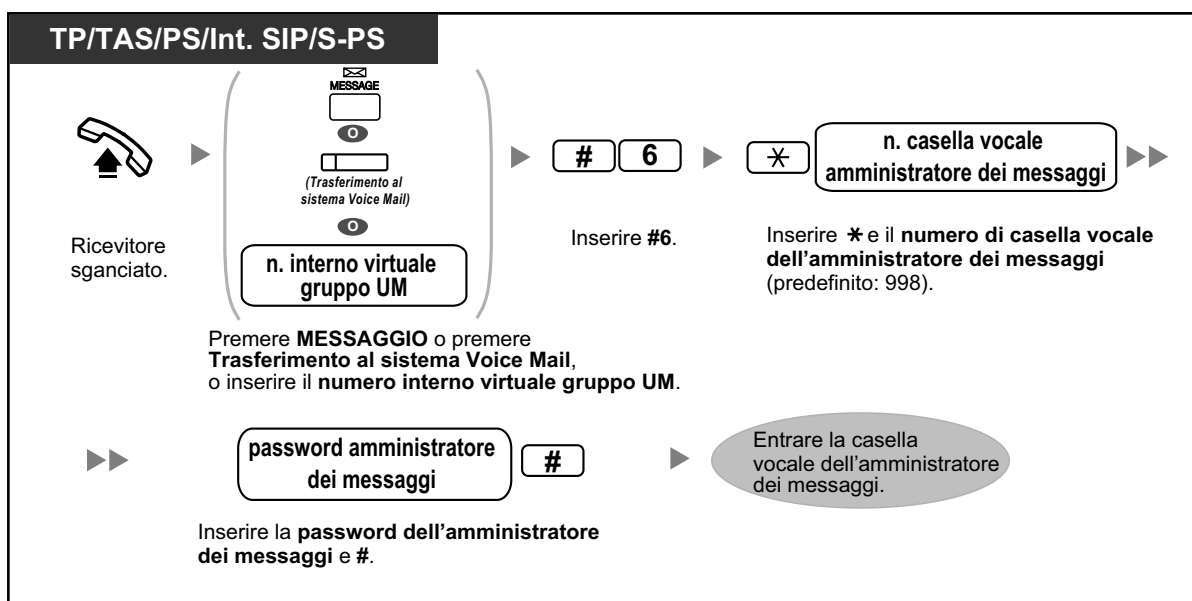 TP/TAS/PS/Int. SIP/S-PS
MESSAGE
O
(Trasferimento al
sistema Voice Mail)
O
n. interno virtuale
gruppo UM
# 6
✳ n. casella vocale
amministratore dei messaggi
Ricevitore
sganciato.
Premere MESSAGGIO o premere
Trasferimento al sistema Voice Mail,
o inserire il numero interno virtuale gruppo UM.
Inserire #6.
Inserire ✳ e il numero di casella vocale
dell'amministratore dei messaggi
(predefinito: 998).
password amministratore
dei messaggi #
Inserire la password dell'amministratore
dei messaggi e #.
Entrare la casella
vocale dell'amministratore
dei messaggi.